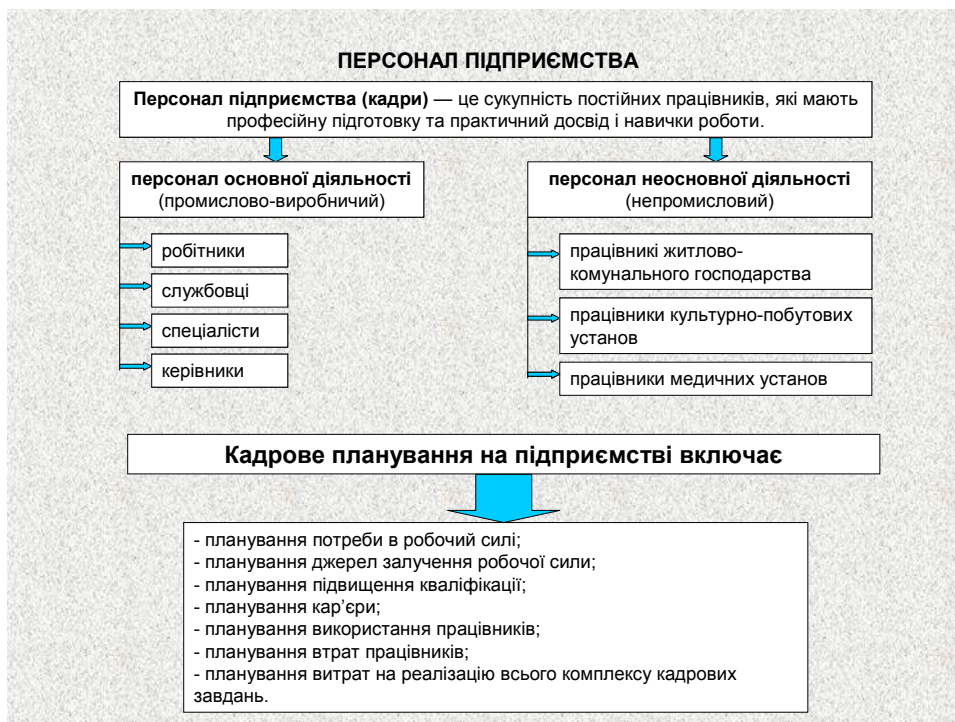 ПЕРСОНАЛ ПІДПРИЄМСТВА
Персонал підприємства (кадри) — це сукупність постійних працівників, які мають
професійну підготовку та практичний досвід і навички роботи.
персонал основної діяльності
(промислово-виробничий)
робітники
службовці
спеціалісти
керівники
персонал неосновної діяльності
(непромисловий)
працівникі житлово-
комунального господарства
працівники культурно-побутових
установ
працівники медичних установ
Кадрове планування на підприємстві включає
- планування потреби в робочий силі;
- планування джерел залучення робочої сили;
- планування підвищення кваліфікації;
- планування кар’єри;
- планування використання працівників;
- планування втрат працівників;
- планування витрат на реалізацію всього комплексу кадрових
завдань.